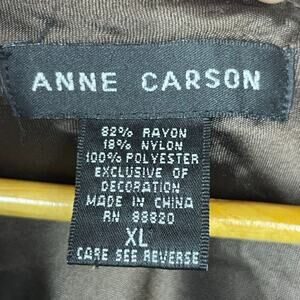 ANNE CARSON
82% RAYON
18% NYLON
100% POLYESTER
EXCLUSIVE OF
DECORATION
MADE IN CHINA
RN 88820
XL
CARE SEE REVERSE